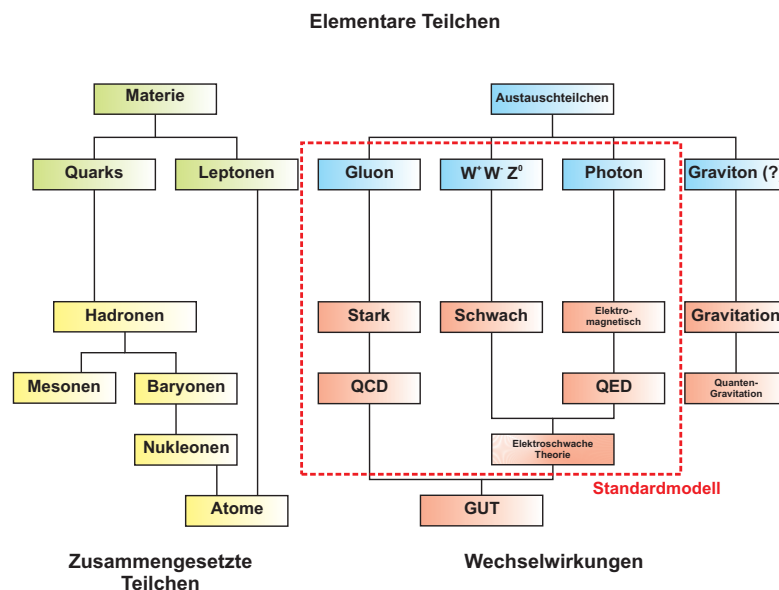 Elementare Teilchen
Materie
Austauschteilchen
Quarks
Leptonen
Gluon
W⁺ W⁻ Z⁰
Photon
Graviton (?
Hadronen
Stark
Schwach
Elektro-
magnetisch
Gravitation
Mesonen
Baryonen
QCD
QED
Quanten-
Gravitation
Nukleonen
Elektroschwache
Theorie
Standardmodell
Atome
GUT
Zusammengesetzte
Teilchen
Wechselwirkungen